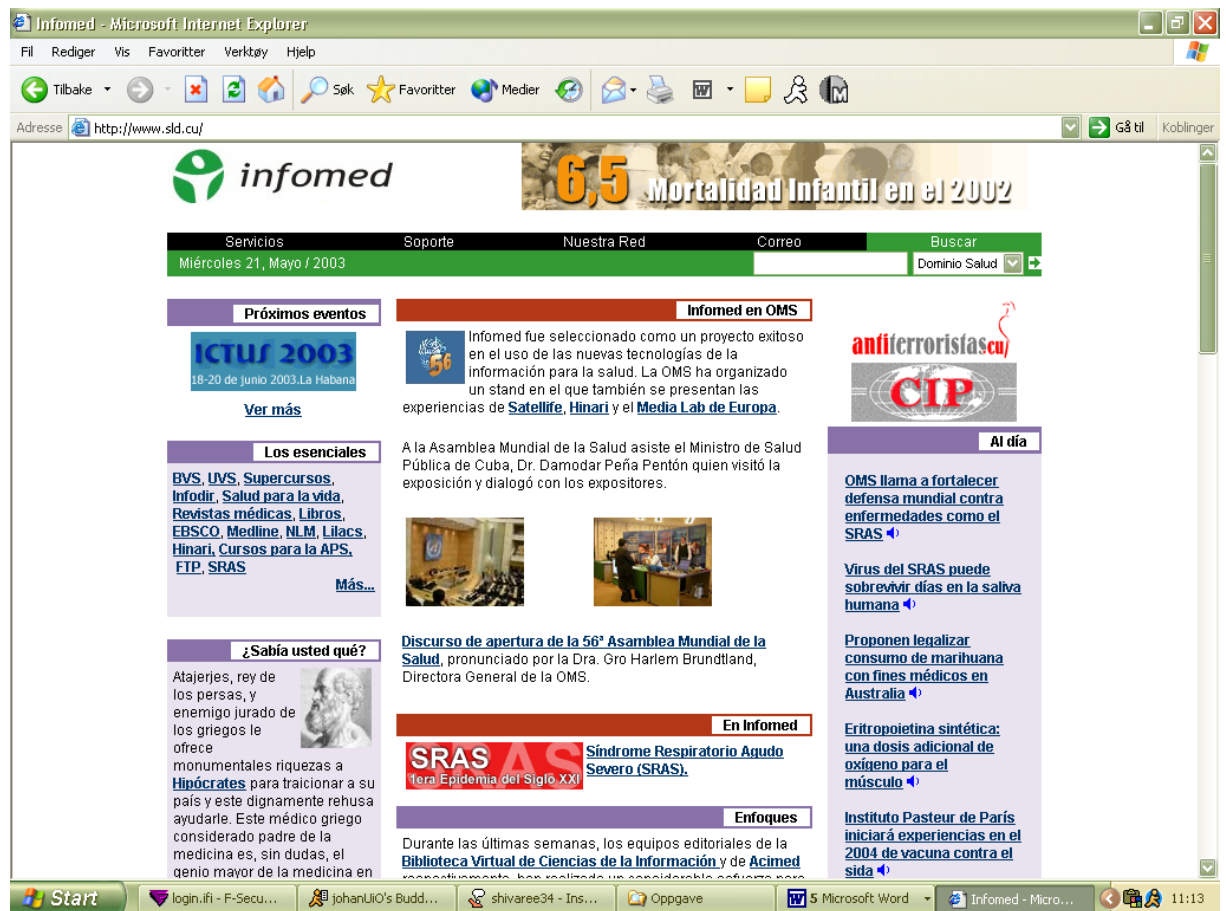 Infomed - Microsoft Internet Explorer
Fil Rediger Vis Favoritter Verktøy Hjelp
Tilbake Søk Favoritter Medier
Adresse http://www.sld.cu/ Gå til Koblinger
infomed
6,5 Mortalidad Infantil en el 2002
Servicios Soporte Nuestra Red Correo Buscar
Miércoles 21, Mayo / 2003 Dominio Salud
Próximos eventos
ICTUS 2003
18-20 de junio 2003.La Habana
Ver más
Los esenciales
BVS, UVS, Supercursos,
Infodir, Salud para la vida,
Revistas médicas, Libros,
EBSCO, Medline, NLM, Lilacs,
Hinari, Cursos para la APS,
FTP, SRAS
Más...
¿Sabía usted qué?
Atajerjes, rey de
los persas, y
enemigo jurado de
los griegos le
ofrece
monumentales riquezas a
Hipócrates para traicionar a su
país y este dignamente rehusa
ayudarle. Este médico griego
considerado padre de la
medicina es, sin dudas, el
genio mayor de la medicina en
Infomed en OMS
56
Infomed fue seleccionado como un proyecto exitoso
en el uso de las nuevas tecnologías de la
información para la salud. La OMS ha organizado
un stand en el que también se presentan las
experiencias de Satellife, Hinari y el Media Lab de Europa.
A la Asamblea Mundial de la Salud asiste el Ministro de Salud
Pública de Cuba, Dr. Damodar Peña Pentón quien visitó la
exposición y dialogó con los expositores.
Discurso de apertura de la 56ª Asamblea Mundial de la
Salud, pronunciado por la Dra. Gro Harlem Brundtland,
Directora General de la OMS.
En Infomed
SRAS
1era Epidemia del Siglo XXI
Síndrome Respiratorio Agudo
Severo (SRAS).
Enfoques
Durante las últimas semanas, los equipos editoriales de la
Biblioteca Virtual de Ciencias de la Información y de Acimed
respectivamente, han realizado un considerable esfuerzo para
antiterroristas.cu/
CIP
Al día
OMS llama a fortalecer
defensa mundial contra
enfermedades como el
SRAS
Virus del SRAS puede
sobrevivir días en la saliva
humana
Proponen legalizar
consumo de marihuana
con fines médicos en
Australia
Eritropoietina sintética:
una dosis adicional de
oxígeno para el
músculo
Instituto Pasteur de París
iniciará experiencias en el
2004 de vacuna contra el
sida
Start login.ifi - F-Secu... johanUiO's Budd... shivaree34 - Ins... Oppgave 5 Microsoft Word Infomed - Micro... 11:13